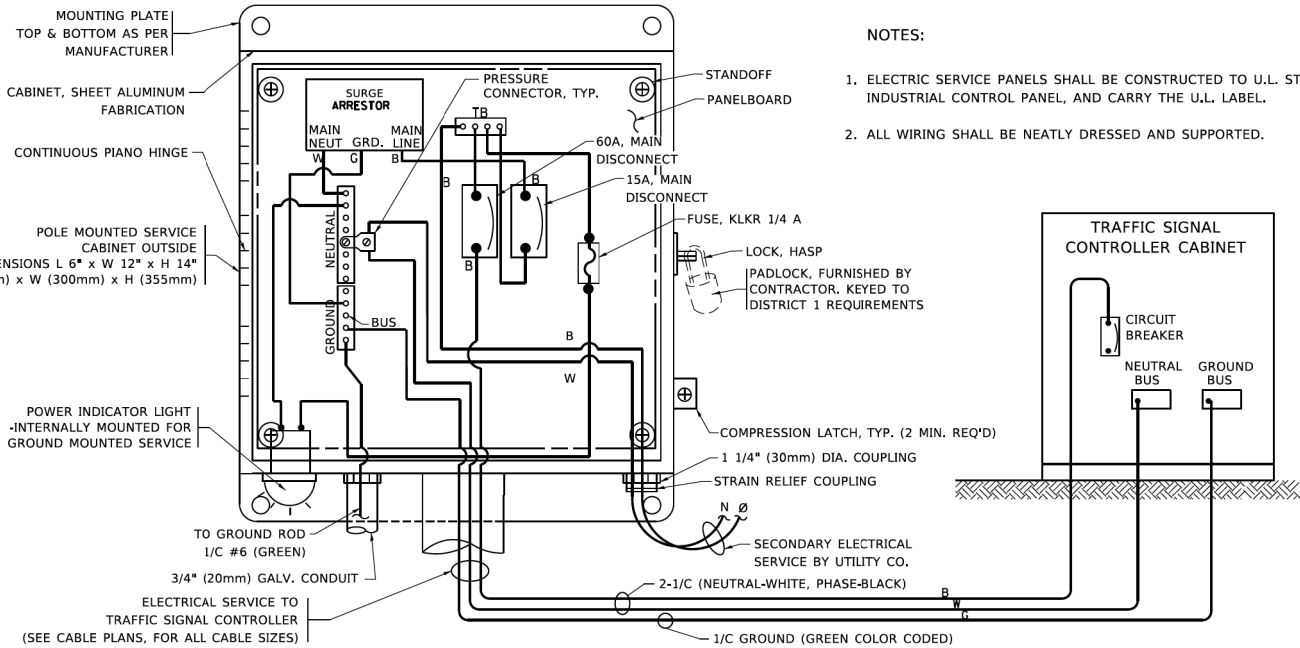 MOUNTING PLATE
TOP & BOTTOM AS PER
MANUFACTURER
CABINET, SHEET ALUMINUM
FABRICATION
CONTINUOUS PIANO HINGE
POLE MOUNTED SERVICE
CABINET OUTSIDE
ENSIONS L 6" x W 12" x H 14"
x W (300mm) x H (355mm)
POWER INDICATOR LIGHT
-INTERNALLY MOUNTED FOR
GROUND MOUNTED SERVICE
TO GROUND ROD
1/C #6 (GREEN)
3/4" (20mm) GALV. CONDUIT
ELECTRICAL SERVICE TO
TRAFFIC SIGNAL CONTROLLER
(SEE CABLE PLANS, FOR ALL CABLE SIZES)
SURGE
ARRESTOR
MAIN
NEUT
GRD.
MAIN
LINE
W
G
B
PRESSURE
CONNECTOR, TYP.
TB
B
B
B
NEUTRAL
GROUND
BUS
B
W
STANDOFF
PANELBOARD
60A, MAIN
DISCONNECT
15A, MAIN
DISCONNECT
FUSE, KLKR 1/4 A
LOCK, HASP
PADLOCK, FURNISHED BY
CONTRACTOR. KEYED TO
DISTRICT 1 REQUIREMENTS
COMPRESSION LATCH, TYP. (2 MIN. REQ'D)
1 1/4" (30mm) DIA. COUPLING
STRAIN RELIEF COUPLING
N Ø
SECONDARY ELECTRICAL
SERVICE BY UTILITY CO.
2-1/C (NEUTRAL-WHITE, PHASE-BLACK)
B
W
G
1/C GROUND (GREEN COLOR CODED)
NOTES:
1. ELECTRIC SERVICE PANELS SHALL BE CONSTRUCTED TO U.L. ST
INDUSTRIAL CONTROL PANEL, AND CARRY THE U.L. LABEL.
2. ALL WIRING SHALL BE NEATLY DRESSED AND SUPPORTED.
TRAFFIC SIGNAL
CONTROLLER CABINET
CIRCUIT
BREAKER
NEUTRAL
BUS
GROUND
BUS